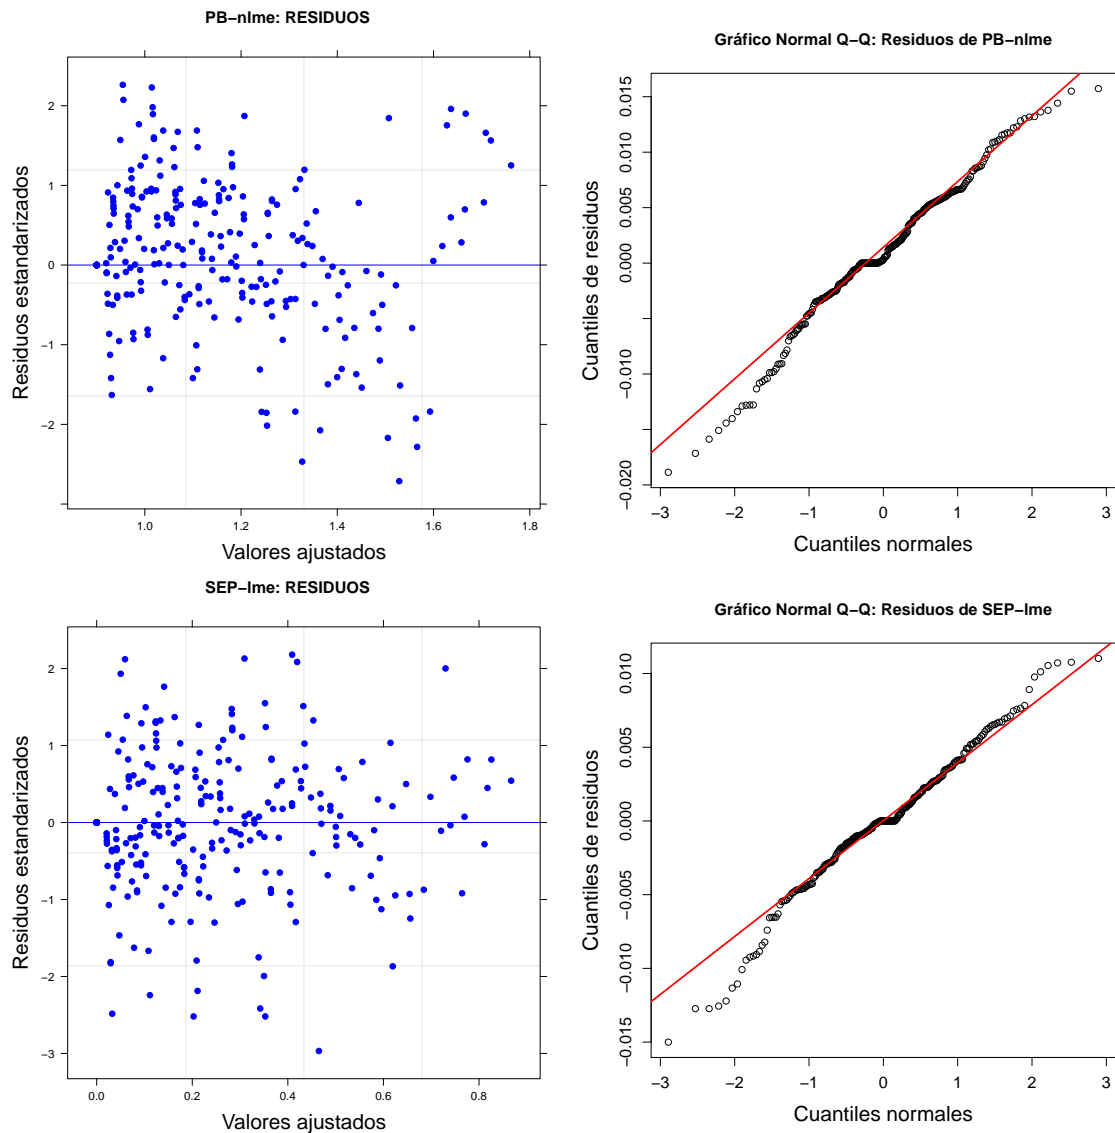 PB−nlme: RESIDUOS
Residuos estandarizados
2
1
0
−1
−2
1.0 1.2 1.4 1.6 1.8
Valores ajustados
Gráfico Normal Q−Q: Residuos de PB−nlme
Cuantiles de residuos
0.015
0.010
0.005
0.000
−0.010
−0.020
−3 −2 −1 0 1 2 3
Cuantiles normales
SEP−lme: RESIDUOS
Residuos estandarizados
2
1
0
−1
−2
−3
0.0 0.2 0.4 0.6 0.8
Valores ajustados
Gráfico Normal Q−Q: Residuos de SEP−lme
Cuantiles de residuos
0.010
0.005
0.000
−0.005
−0.010
−0.015
−3 −2 −1 0 1 2 3
Cuantiles normales